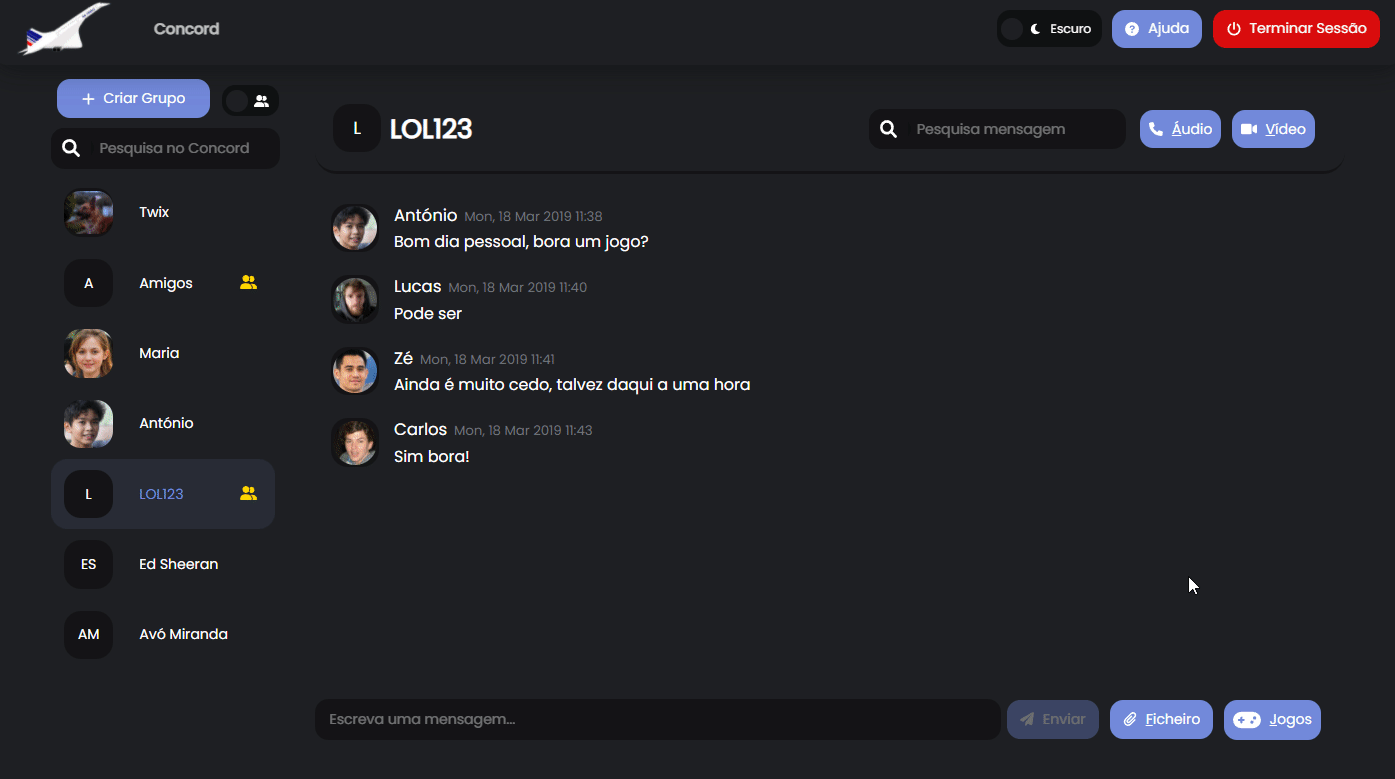 Concord
Escuro
Ajuda
Terminar Sessão
Criar Grupo
Pesquisa no Concord
Twix
A Amigos
Maria
António
L LOL123
ES Ed Sheeran
AM Avó Miranda
L LOL123
Pesquisa mensagem
Áudio
Vídeo
António Mon, 18 Mar 2019 11:38
Bom dia pessoal, bora um jogo?
Lucas Mon, 18 Mar 2019 11:40
Pode ser
Zé Mon, 18 Mar 2019 11:41
Ainda é muito cedo, talvez daqui a uma hora
Carlos Mon, 18 Mar 2019 11:43
Sim bora!
Escreva uma mensagem...
Enviar
Ficheiro
Jogos